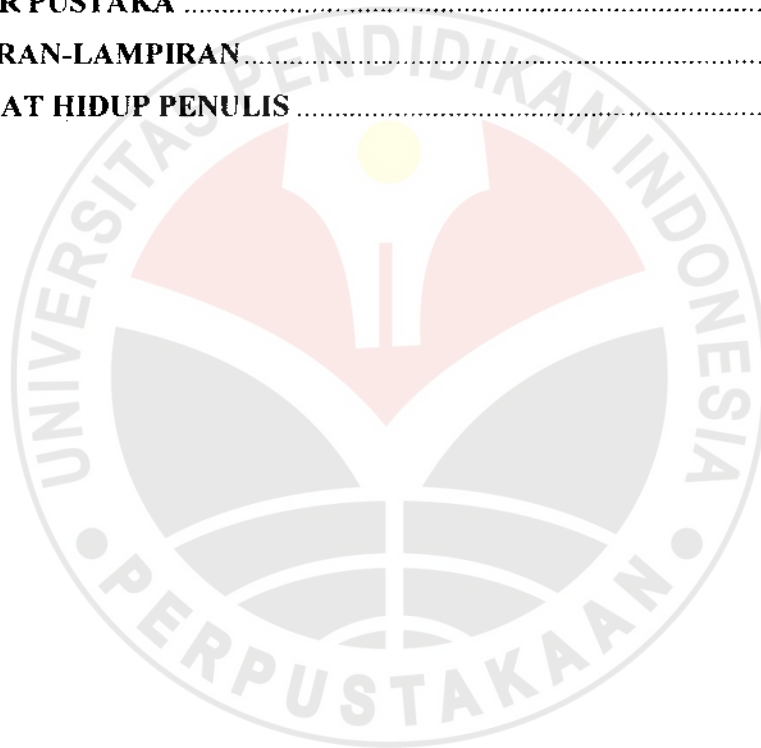 R PUSTAKA ........................................................
RAN-LAMPIRAN ........................................................
AT HIDUP PENULIS ........................................................
UNIVERSITAS PENDIDIKAN INDONESIA
PERPUSTAKAAN